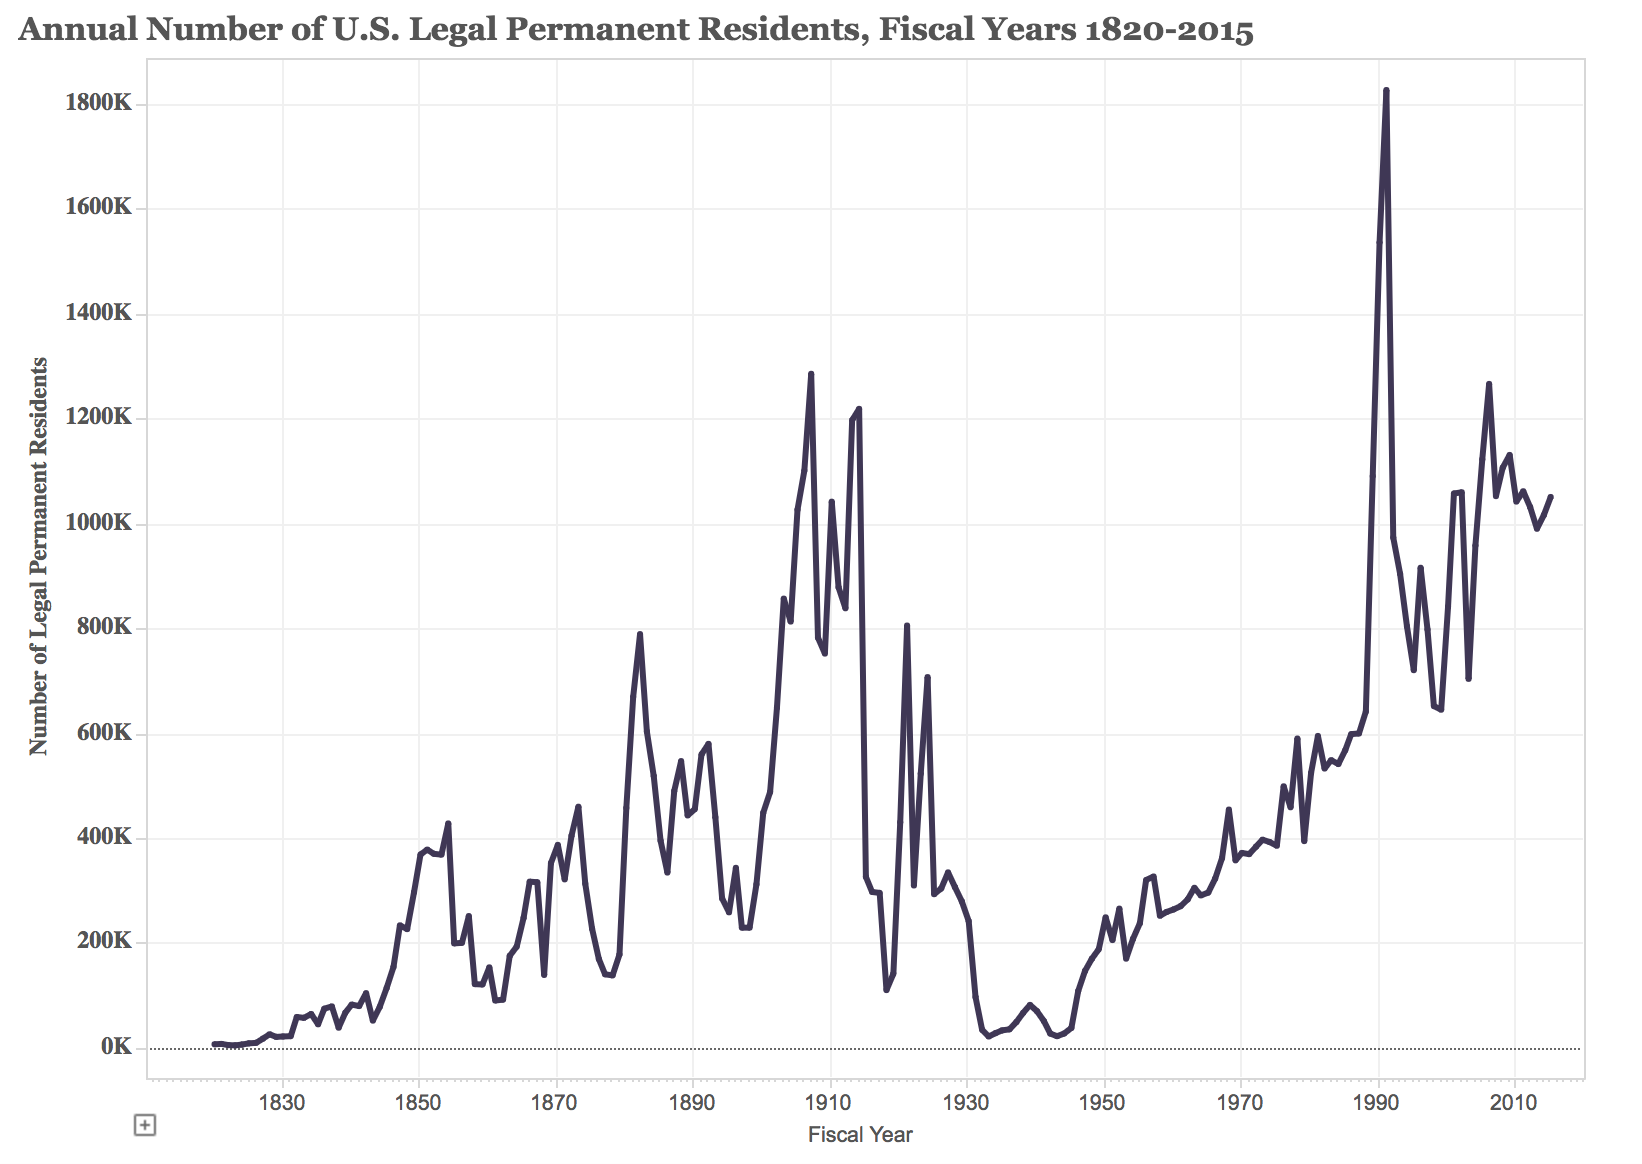 Annual Number of U.S. Legal Permanent Residents, Fiscal Years 1820-2015
Number of Legal Permanent Residents
1800K
1600K
1400K
1200K
1000K
800K
600K
400K
200K
0K
1830 1850 1870 1890 1910 1930 1950 1970 1990 2010
Fiscal Year